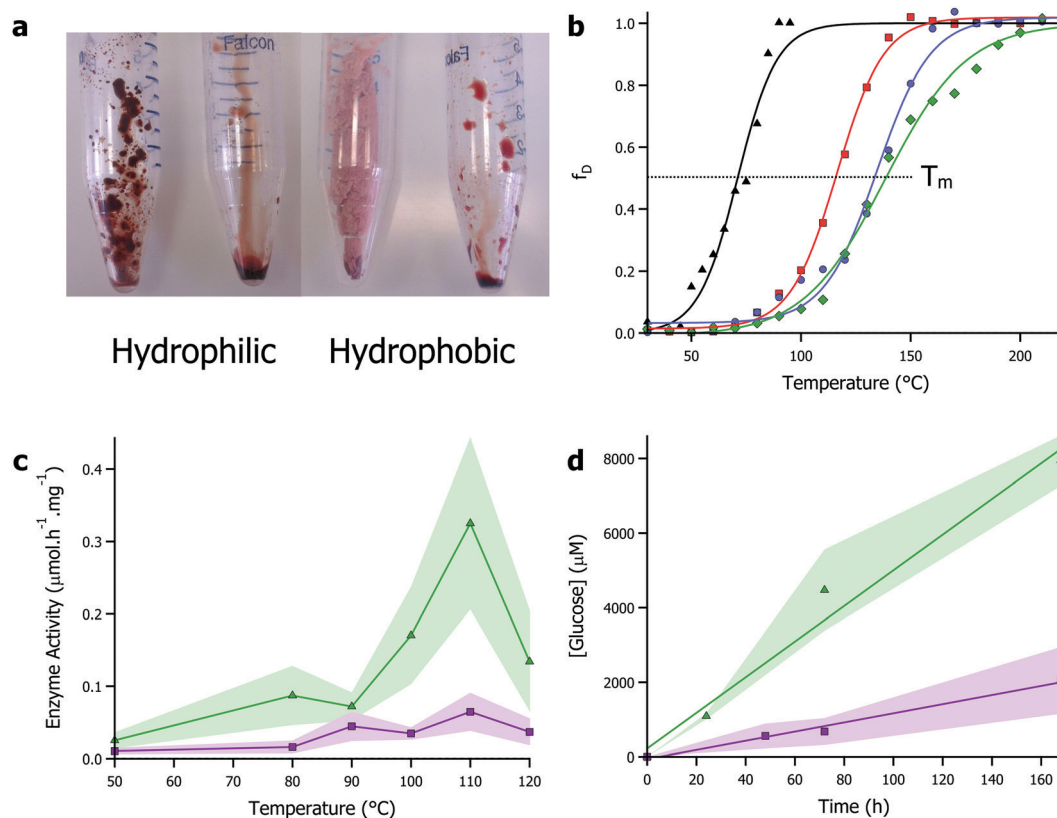 a
Falcon
Fal
Hydrophilic
Hydrophobic
b
1.0
0.8
0.6
0.4
0.2
0.0
f_D
T_m
50
100
150
200
Temperature (°C)
c
0.4
0.3
0.2
0.1
0.0
Enzyme Activity (μmol.h⁻¹.mg⁻¹)
50
60
70
80
90
100
110
120
Temperature (°C)
d
8000
6000
4000
2000
0
[Glucose] (μM)
0
20
40
60
80
100
120
140
160
Time (h)